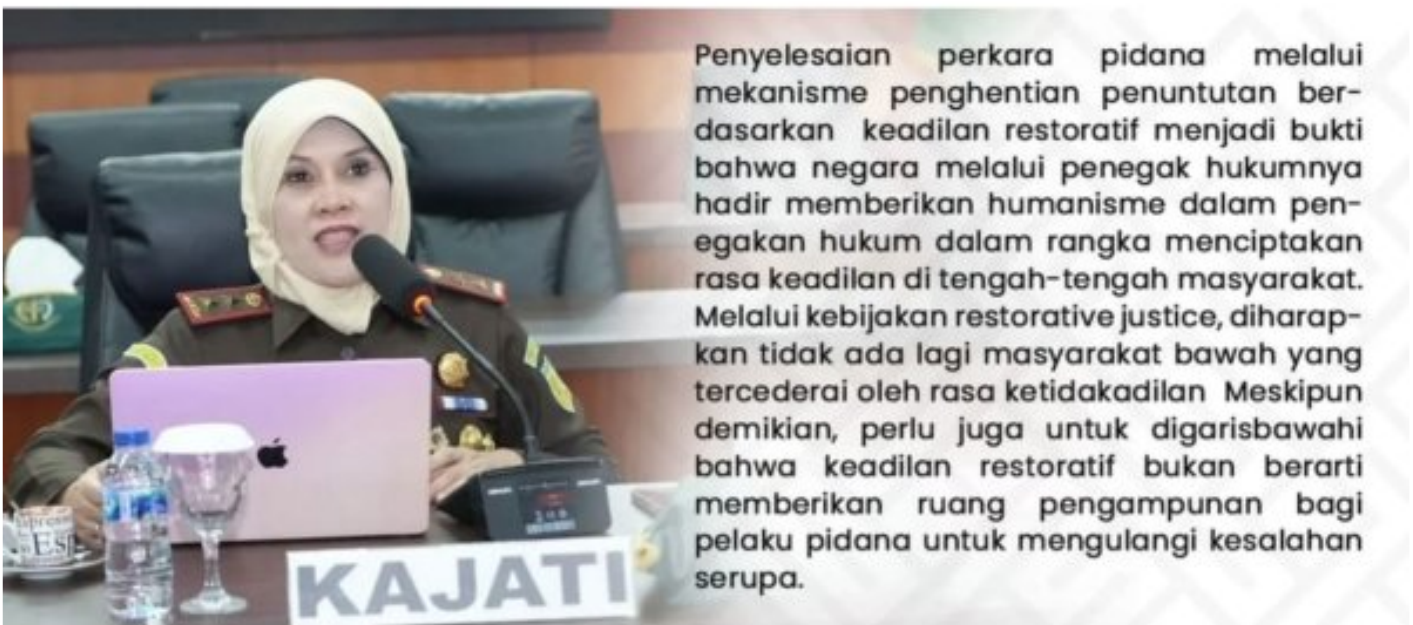 Penyelesaian perkara pidana melalui
mekanisme penghentian penuntutan ber-
dasarkan keadilan restoratif menjadi bukti
bahwa negara melalui penegak hukumnya
hadir memberikan humanisme dalam pen-
egakan hukum dalam rangka menciptakan
rasa keadilan di tengah-tengah masyarakat.
Melalui kebijakan restorative justice, diharap-
kan tidak ada lagi masyarakat bawah yang
tercederai oleh rasa ketidakadilan Meskipun
demikian, perlu juga untuk digarisbawahi
bahwa keadilan restoratif bukan berarti
memberikan ruang pengampunan bagi
pelaku pidana untuk mengulangi kesalahan
serupa.
KAJATI